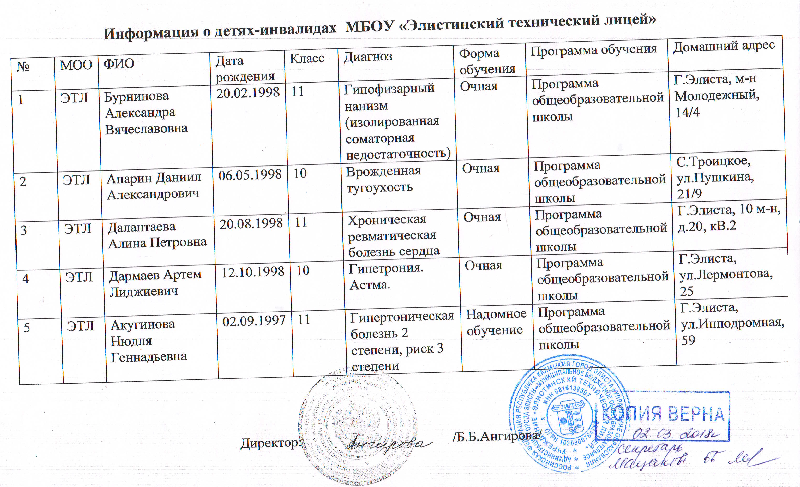 Информация о детях-инвалидах МБОУ «Элистинский технический лицей»
№ МОО ФИО Дата рождения Класс Диагноз Форма обучения Программа обучения Домашний адрес
1 ЭТЛ Бурнинова Александра Вячеславовна 20.02.1998 11 Гипофизарный нанизм (изолированная соматорная недостаточность) Очная Программа общеобразовательной школы Г.Элиста, м-н Молодежный, 14/4
2 ЭТЛ Апарин Даниил Александрович 06.05.1998 10 Врожденная тугоухость Очная Программа общеобразовательной школы С.Троицкое, ул.Пушкина, 21/9
3 ЭТЛ Далантаева Алина Петровна 20.08.1998 11 Хроническая ревматическая болезнь сердца Очная Программа общеобразовательной школы Г.Элиста, 10 м-н, д.20, кВ.2
4 ЭТЛ Дармаев Артем Лиджиевич 12.10.1998 10 Гипетрония. Астма. Очная Программа общеобразовательной школы Г.Элиста, ул.Лермонтова, 25
5 ЭТЛ Акугинова Нюдля Геннадьевна 02.09.1997 11 Гипертоническая болезнь 2 степени, риск 3 степени Надомное обучение Программа общеобразовательной школы Г.Элиста, ул.Ипподромная, 59
КОПИЯ ВЕРНА
Директор: Ангирова /Б.Б.Ангирова/
02.03.2013г
секретарь